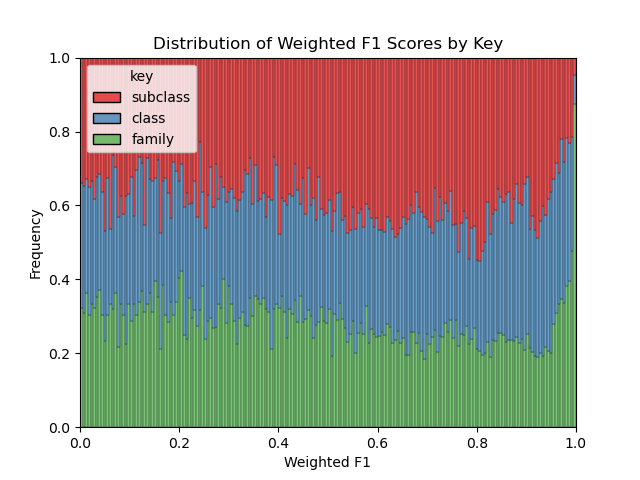 Distribution of Weighted F1 Scores by Key
key
subclass
class
family
Frequency
1.0
0.8
0.6
0.4
0.2
0.0
0.0 0.2 0.4 0.6 0.8 1.0
Weighted F1